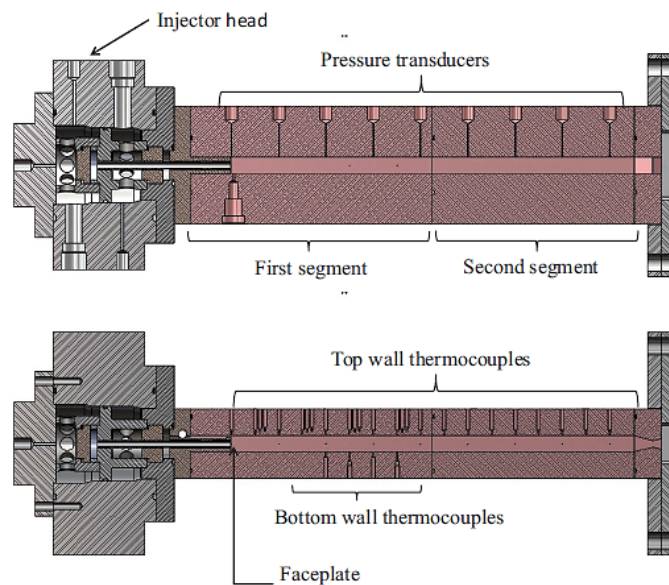 Injector head
..
Pressure transducers
First segment
Second segment
..
Top wall thermocouples
Bottom wall thermocouples
Faceplate